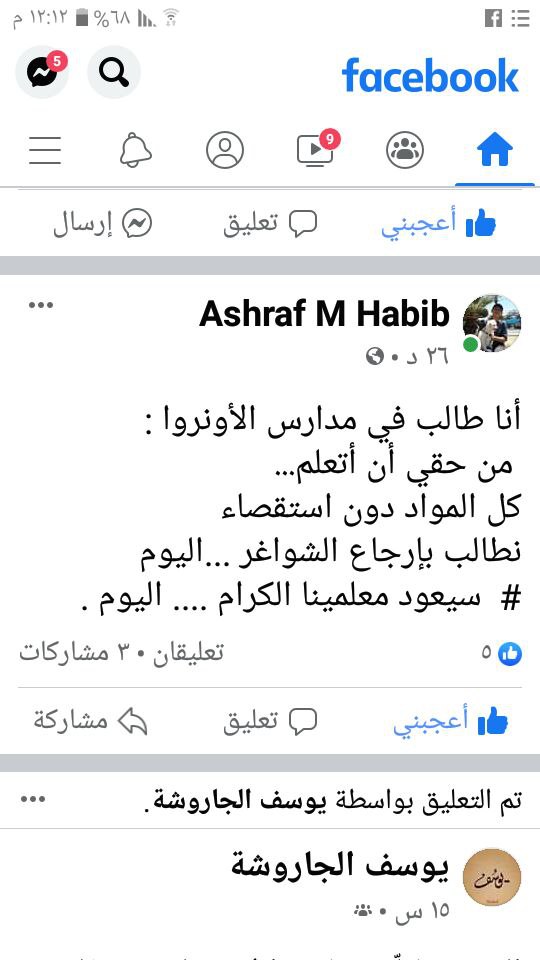 ١٢:١٢ م ٦٨%
facebook
5
9
أعجبني تعليق إرسال
Ashraf M Habib
٢٦ د •
أنا طالب في مدارس الأونروا :
من حقي أن أتعلم...
كل المواد دون استقصاء
نطالب بإرجاع الشواغر ...اليوم
# سيعود معلمينا الكرام .... اليوم .
٥ تعليقان • ٣ مشاركات
أعجبني تعليق مشاركة
تم التعليق بواسطة يوسف الجاروشة.
يوسف الجاروشة
١٥ س •